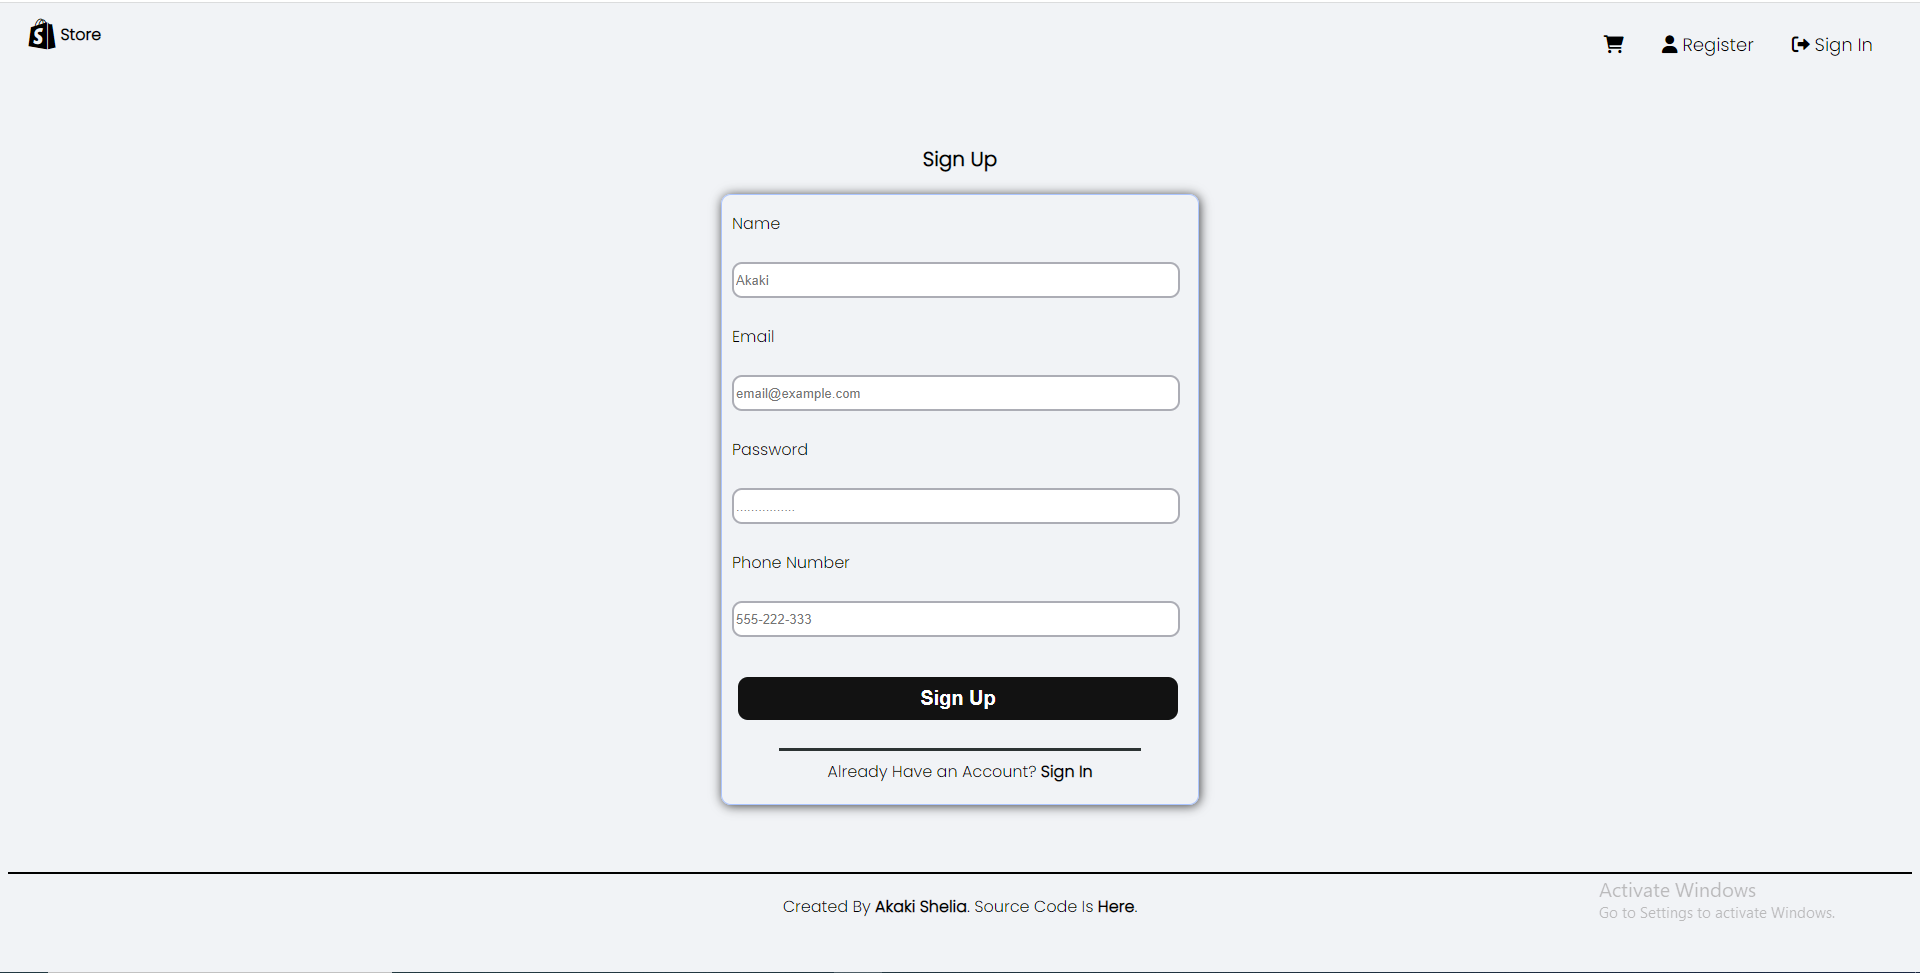 Store
Register
Sign In
Sign Up
Name
Akaki
Email
email@example.com
Password
................
Phone Number
555-222-333
Sign Up
Already Have an Account? Sign In
Created By Akaki Shelia. Source Code Is Here.
Activate Windows
Go to Settings to activate Windows.